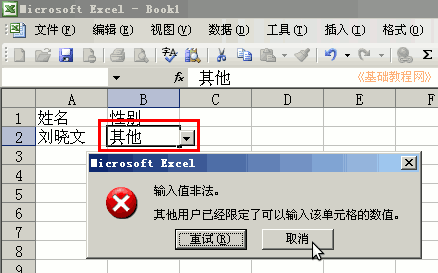 Microsoft Excel - Book1
文件(F) 编辑(E) 视图(V) 数据(D) 工具(T) 插入(I) 格式(O)
fx 其他 《基础教程网》
A B C D E F
1 姓名 性别
2 刘晓文 其他
3
4
5
6
7
8
Microsoft Excel
输入值非法。
其他用户已经限定了可以输入该单元格的数值。
重试(R) 取消